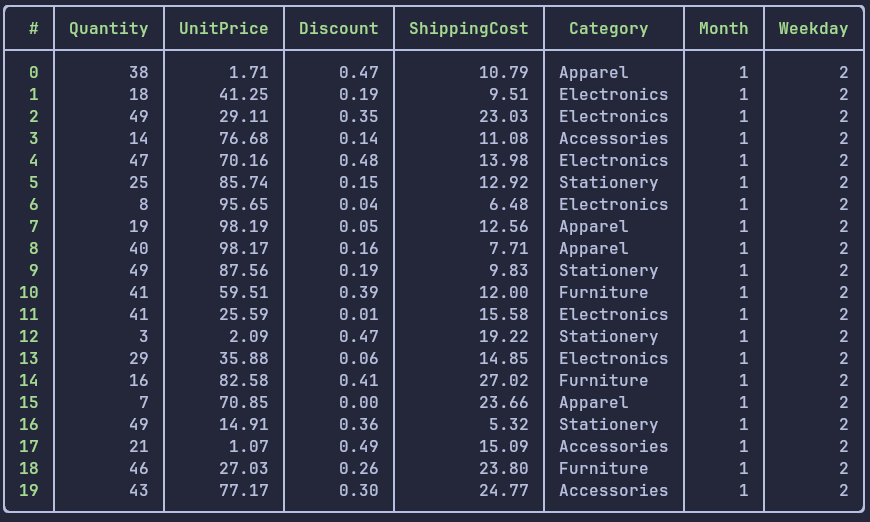 # Quantity UnitPrice Discount ShippingCost Category Month Weekday
0 38 1.71 0.47 10.79 Apparel 1 2
1 18 41.25 0.19 9.51 Electronics 1 2
2 49 29.11 0.35 23.03 Electronics 1 2
3 14 76.68 0.14 11.08 Accessories 1 2
4 47 70.16 0.48 13.98 Electronics 1 2
5 25 85.74 0.15 12.92 Stationery 1 2
6 8 95.65 0.04 6.48 Electronics 1 2
7 19 98.19 0.05 12.56 Apparel 1 2
8 40 98.17 0.16 7.71 Apparel 1 2
9 49 87.56 0.19 9.83 Stationery 1 2
10 41 59.51 0.39 12.00 Furniture 1 2
11 41 25.59 0.01 15.58 Electronics 1 2
12 3 2.09 0.47 19.22 Stationery 1 2
13 29 35.88 0.06 14.85 Electronics 1 2
14 16 82.58 0.41 27.02 Furniture 1 2
15 7 70.85 0.00 23.66 Apparel 1 2
16 49 14.91 0.36 5.32 Stationery 1 2
17 21 1.07 0.49 15.09 Accessories 1 2
18 46 27.03 0.26 23.80 Furniture 1 2
19 43 77.17 0.30 24.77 Accessories 1 2